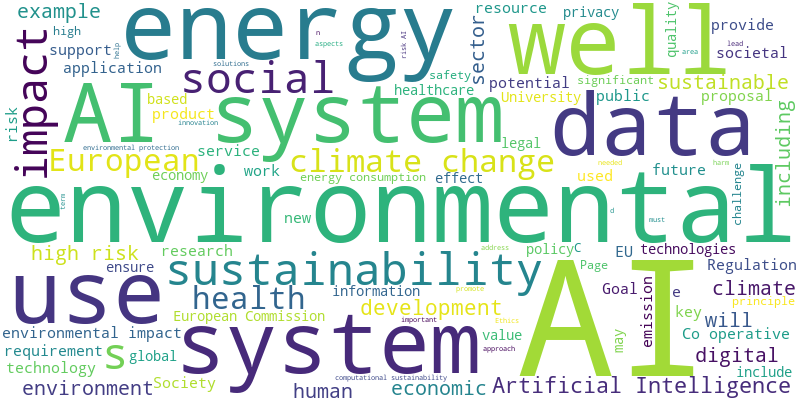 example
high
support
application
help
energy
n
aspects
risk AI
solutions
well
resource
privacy
sector
quality
provide
societal
area
lead
impact
risk
social
AI system
safety
healthcare
potential
significant
sustainable
based
product
innovation
University
public
proposal
data
including
European
environmental protection
service
legal
climate change
economy
work
energy consumption
effect
used
needed
future
harm
challenge
environmental
term
new
d
must
high risk
research
ensure
address
policy
C
EU
technologies
Page
Regulation
use
sustainability
health
information
development
AI
Goal
e
climate
emission
promote
principle
European Commission
important
Ethics
key
will
may
Co operative
environmental impact
requirement
s
global
system
value
approach
digital
technology
Society
include
environment
human
computational sustainability
economic
Artificial Intelligence